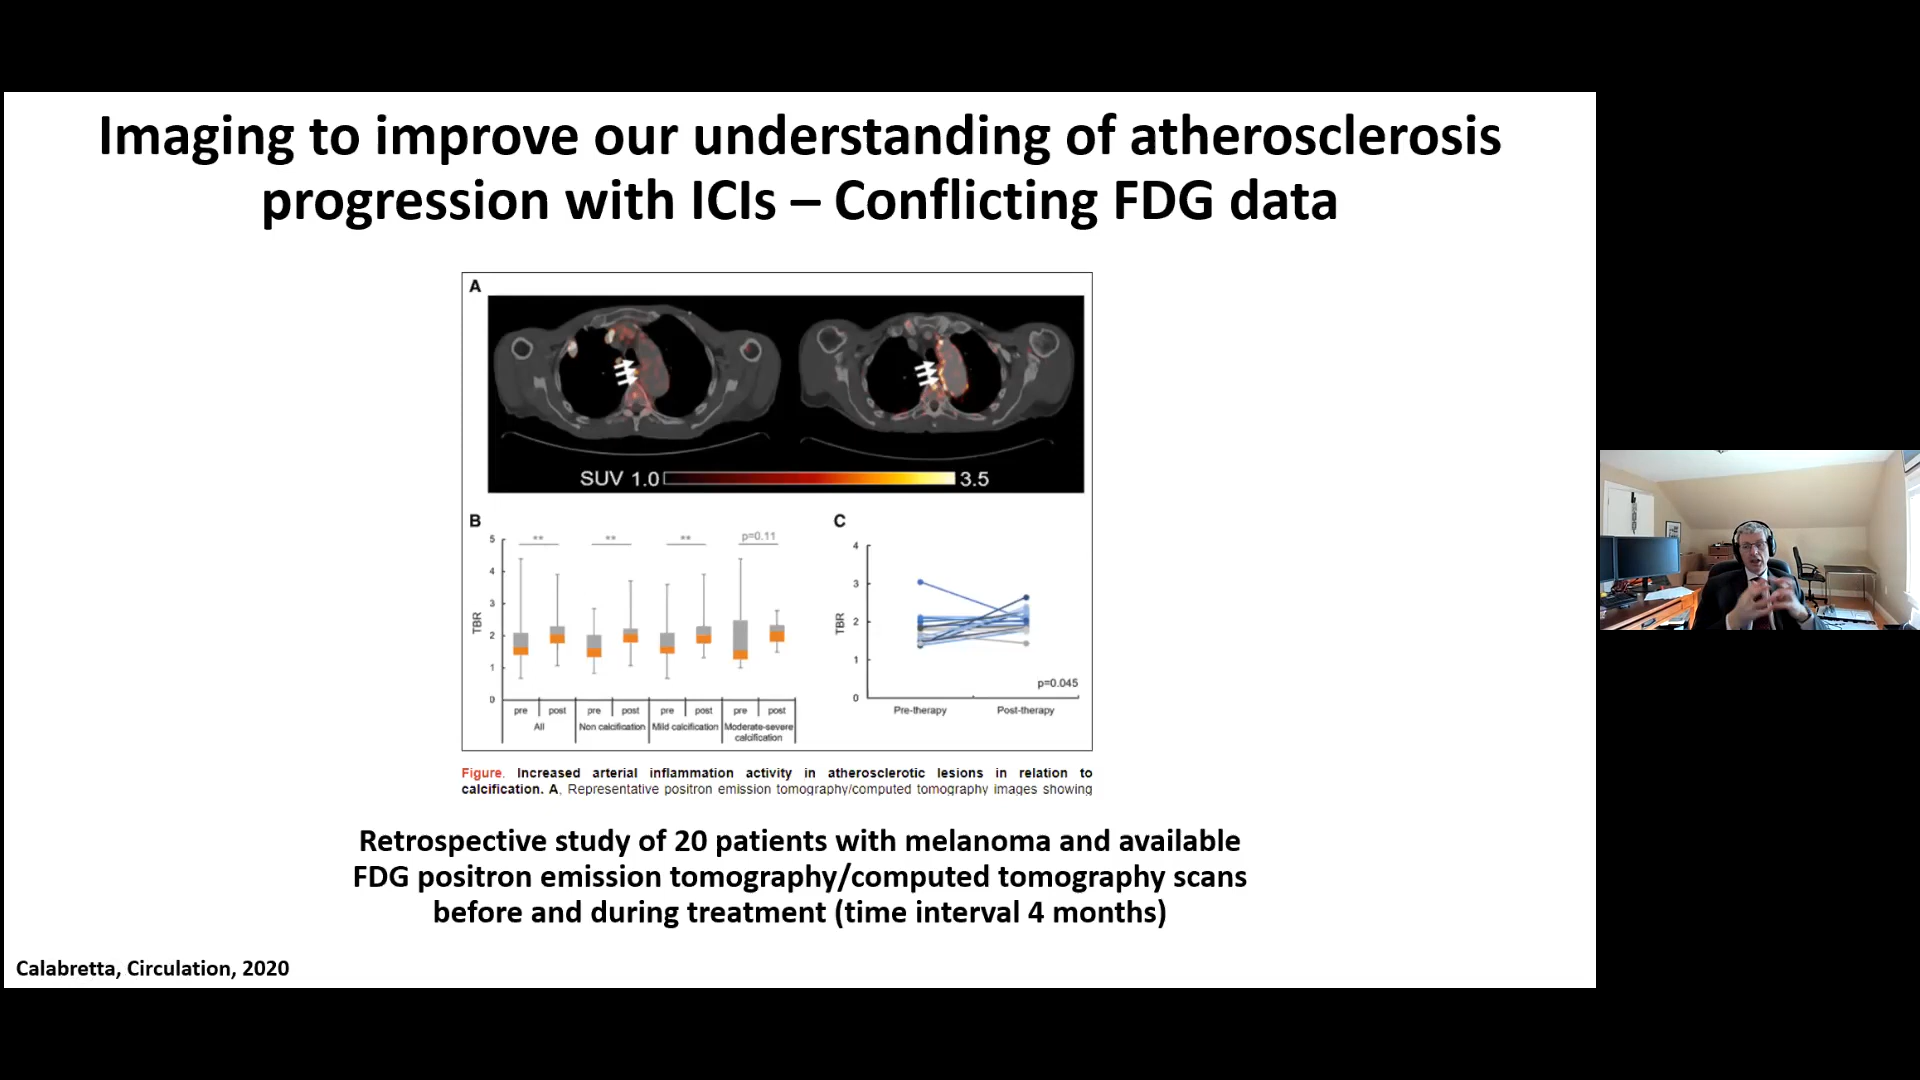 Imaging to improve our understanding of atherosclerosis
progression with ICIs – Conflicting FDG data
A
SUV 1.0 3.5
B
5
4
3
2
1
0
TBR
** ** ** p=0.11
pre post pre post pre post pre post
All Non calcification Mild calcification Moderate-severe
calcification
C
4
3
2
1
0
TBR
p=0.045
Pre-therapy Post-therapy
Figure. Increased arterial inflammation activity in atherosclerotic lesions in relation to
calcification. A, Representative positron emission tomography/computed tomography images showing
Retrospective study of 20 patients with melanoma and available
FDG positron emission tomography/computed tomography scans
before and during treatment (time interval 4 months)
Calabretta, Circulation, 2020